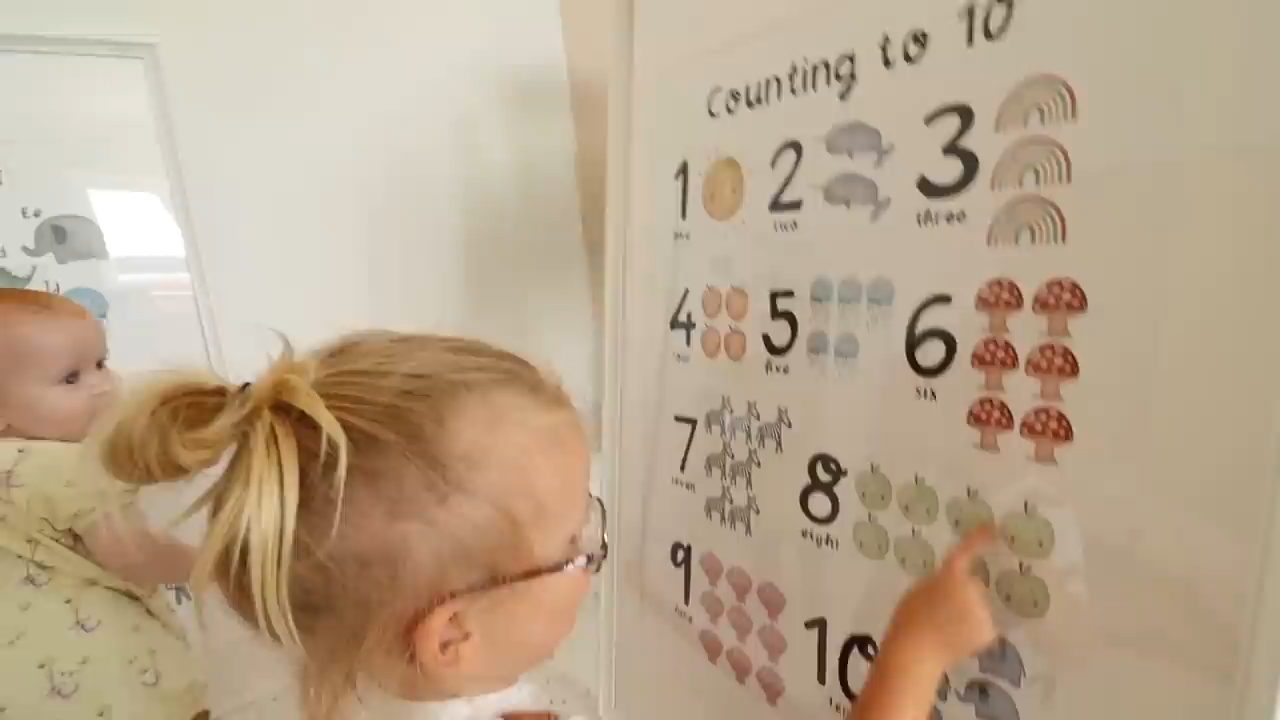 Counting to 10
1 2 3
two three
4 5 6
five six
7 8
seven eight
9 10
Ee